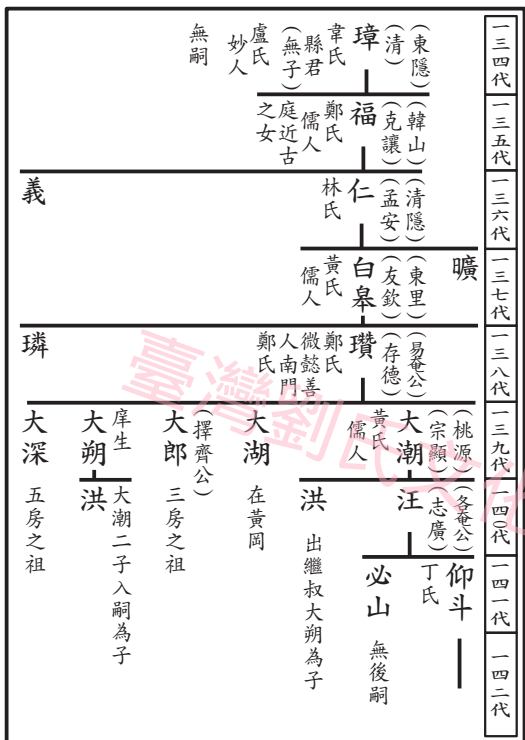 一三四代
(東隱)
(清)
璋
韋氏
縣君
(無子)
盧氏
妙人
無嗣
一三五代
(韓山)
(克讓)
福
鄭氏
儒人
庭近古
之女
一三六代
(清隱)
(孟安)
仁
林氏
義
一三七代
曠
(東里)
(友欽)
白皋
黃氏
儒人
一三八代
(易奄公)
(存德)
瓚
鄭氏
微懿善
人南門
鄭氏
璘
一三九代
(桃源)
(宗顯)
大潮
黃氏
儒人
大湖 在黃岡
(擇齊公)
大郎 三房之祖
庠生
大朔
大深 五房之祖
一四○代
(各奄公)
(志廣)
汪
洪 出繼叔大朔為子
洪 大潮二子入嗣為子
一四一代
仰斗
丁氏
必山 無後嗣
一四二代
臺灣劉氏文化